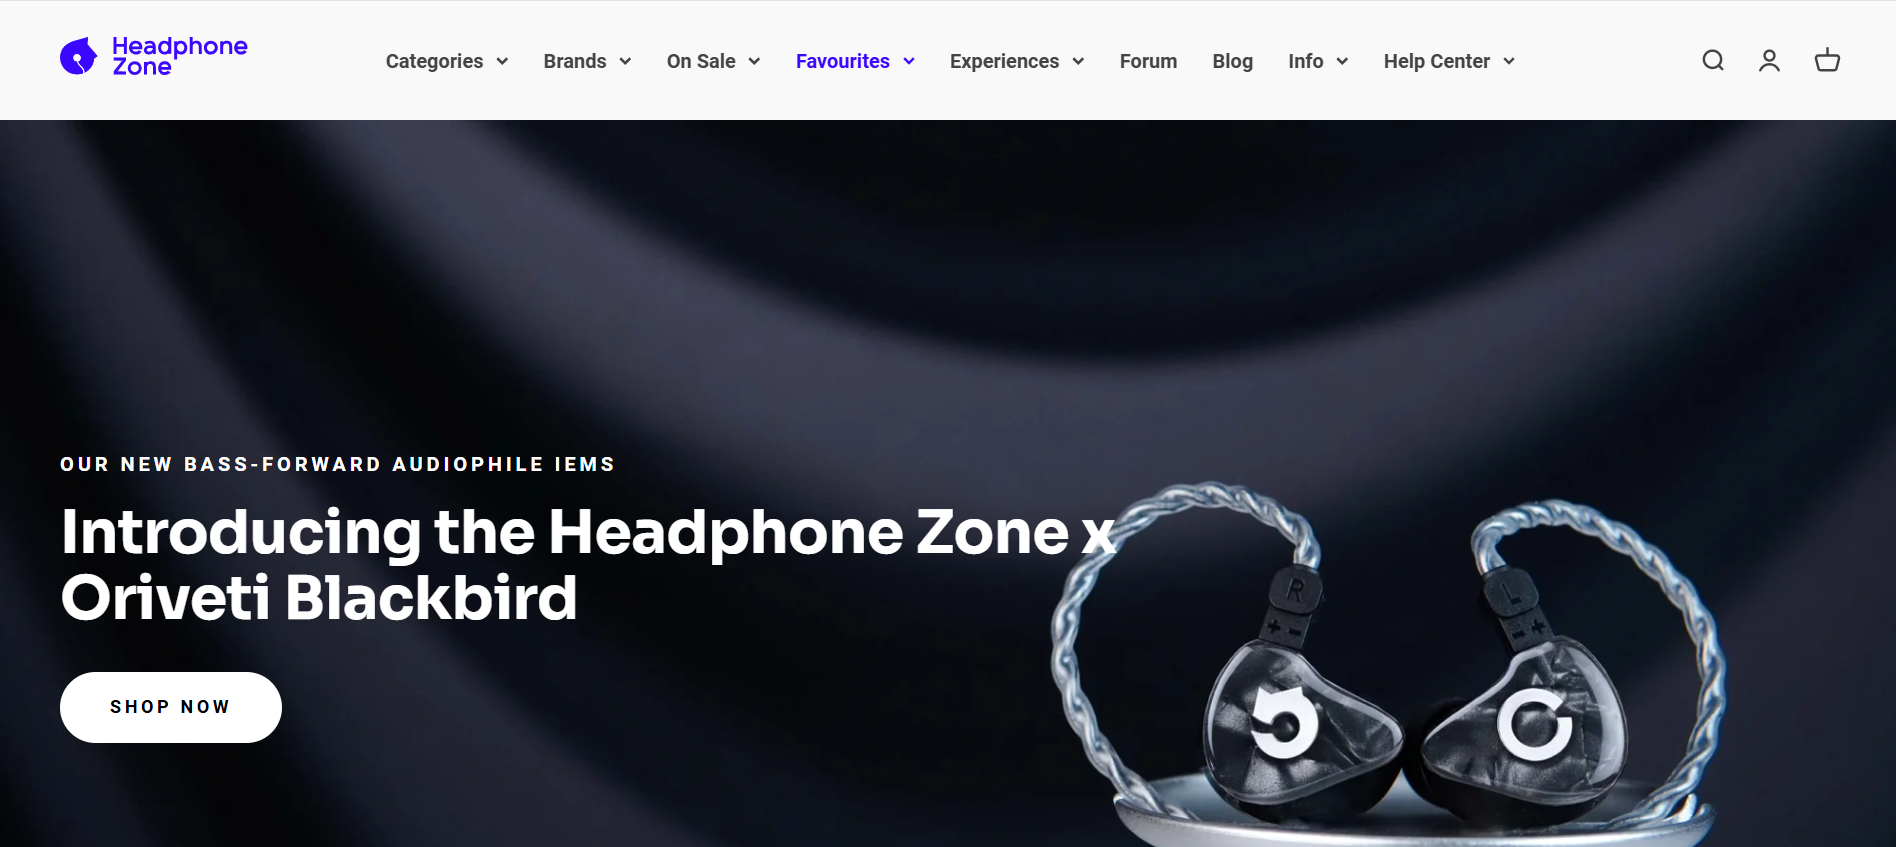 Headphone
Zone
Categories
Brands
On Sale
Favourites
Experiences
Forum
Blog
Info
Help Center
OUR NEW BASS-FORWARD AUDIOPHILE IEMS
Introducing the Headphone Zone x
Oriveti Blackbird
SHOP NOW
R
L
+ -
- +